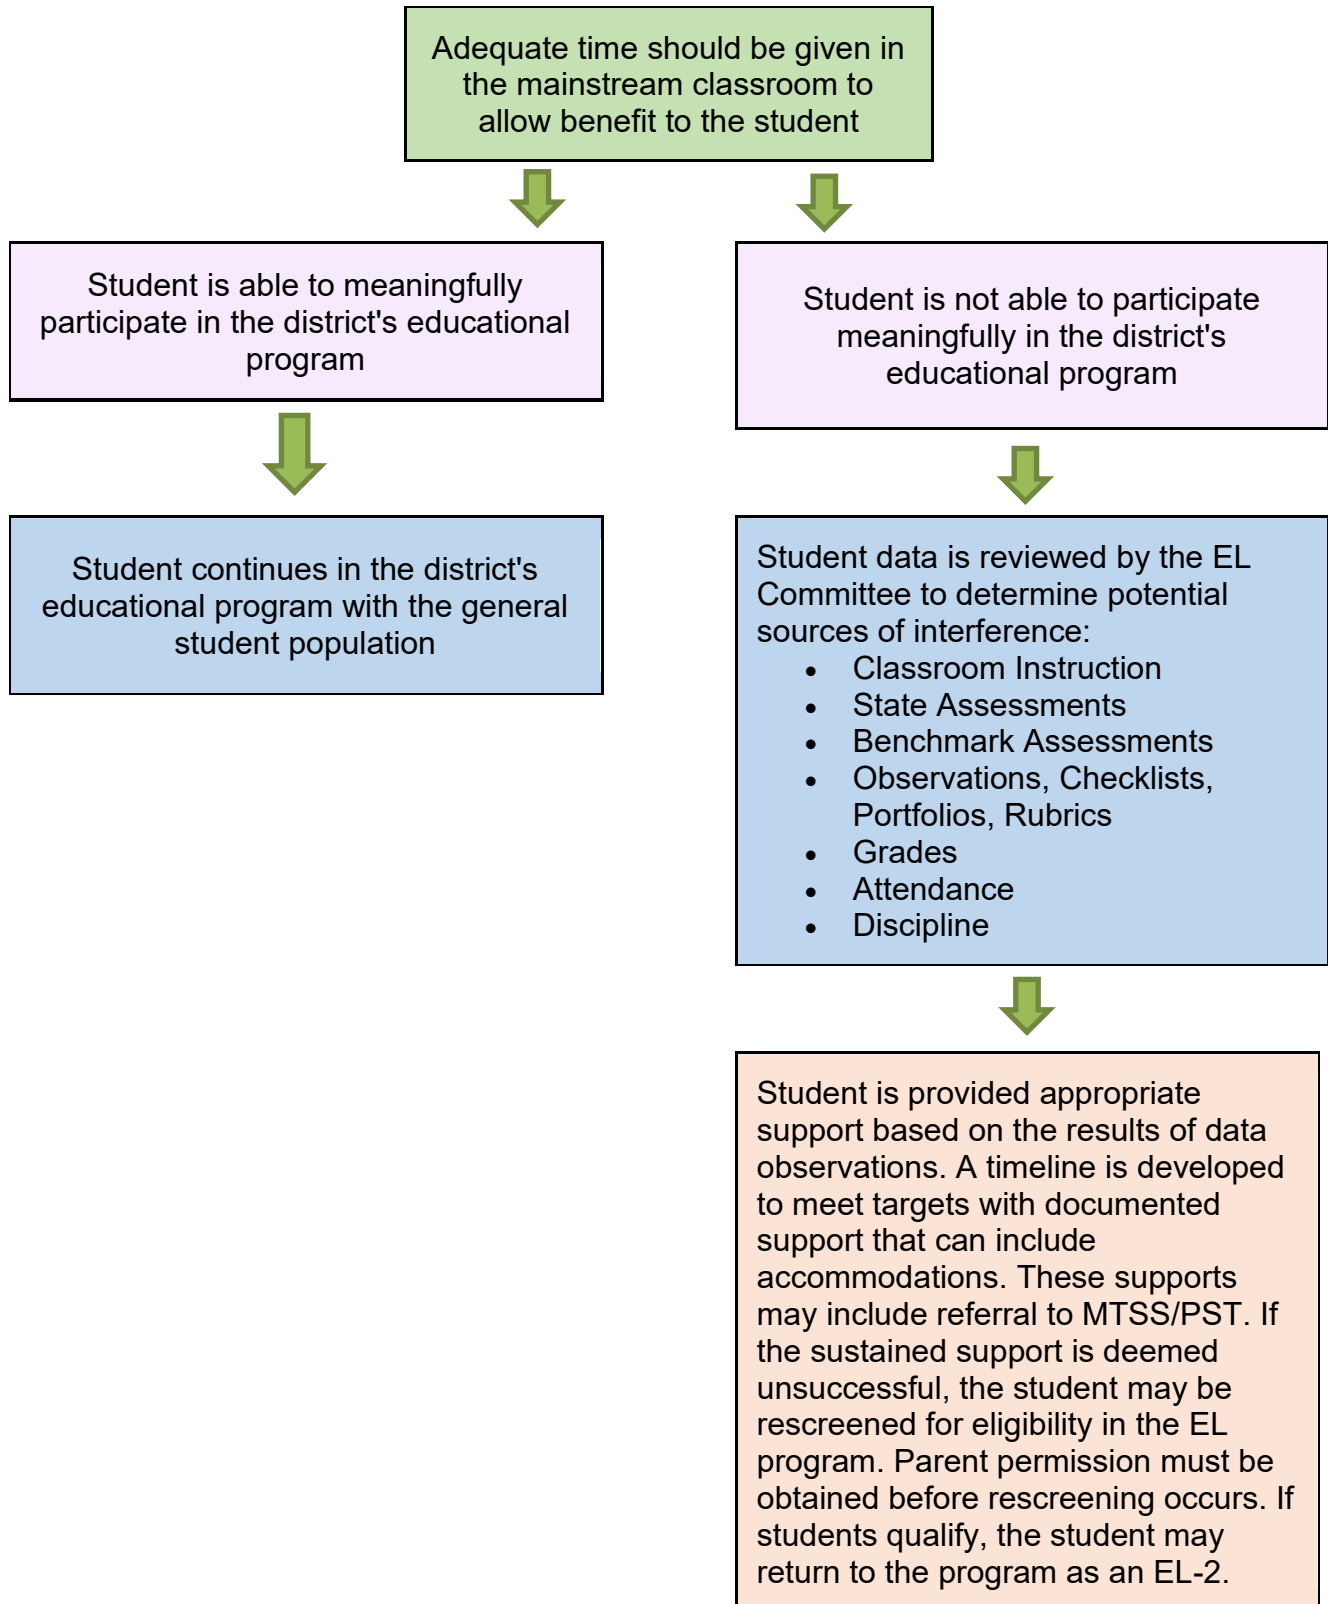 Adequate time should be given in
the mainstream classroom to
allow benefit to the student
Student is able to meaningfully
participate in the district's educational
program
Student is not able to participate
meaningfully in the district's
educational program
Student continues in the district's
educational program with the general
student population
Student data is reviewed by the EL
Committee to determine potential
sources of interference:
• Classroom Instruction
• State Assessments
• Benchmark Assessments
• Observations, Checklists,
Portfolios, Rubrics
• Grades
• Attendance
• Discipline
Student is provided appropriate
support based on the results of data
observations. A timeline is developed
to meet targets with documented
support that can include
accommodations. These supports
may include referral to MTSS/PST. If
the sustained support is deemed
unsuccessful, the student may be
rescreened for eligibility in the EL
program. Parent permission must be
obtained before rescreening occurs. If
students qualify, the student may
return to the program as an EL-2.